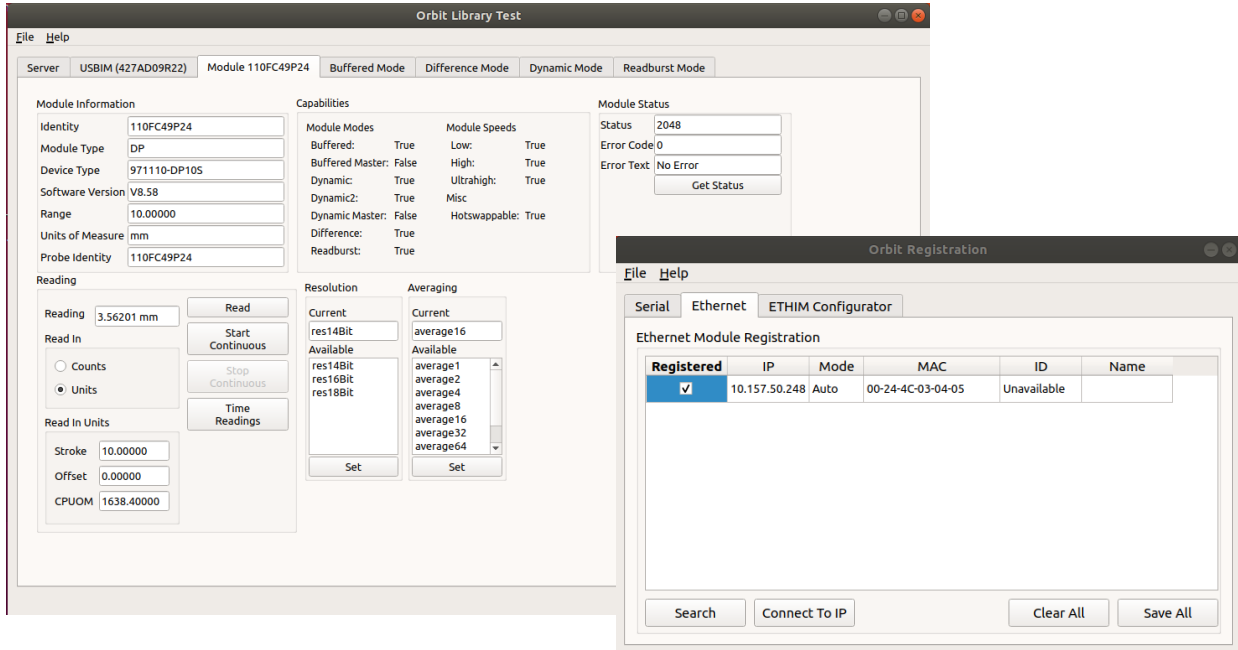 Orbit Library Test
File Help
Server USBIM (427AD09R22) Module 110FC49P24 Buffered Mode Difference Mode Dynamic Mode Readburst Mode
Module Information
Identity 110FC49P24
Module Type DP
Device Type 971110-DP10S
Software Version V8.58
Range 10.00000
Units of Measure mm
Probe Identity 110FC49P24
Capabilities
Module Modes
Buffered: True
Buffered Master: False
Dynamic: True
Dynamic2: True
Dynamic Master: False
Difference: True
Readburst: True
Module Speeds
Low: True
High: True
Ultrahigh: True
Misc
Hotswappable: True
Module Status
Status 2048
Error Code 0
Error Text No Error
Get Status
Reading
Reading 3.56201 mm
Read In
Counts
Units
Read
Start
Continuous
Stop
Continuous
Time
Readings
Read In Units
Stroke 10.00000
Offset 0.00000
CPUOM 1638.40000
Resolution
Current
res14Bit
Available
res14Bit
res16Bit
res18Bit
Set
Averaging
Current
average16
Available
average1
average2
average4
average8
average16
average32
average64
Set
Orbit Registration
File Help
Serial Ethernet ETHIM Configurator
Ethernet Module Registration
Registered IP Mode MAC ID Name
10.157.50.248 Auto 00-24-4C-03-04-05 Unavailable
Search Connect To IP Clear All Save All